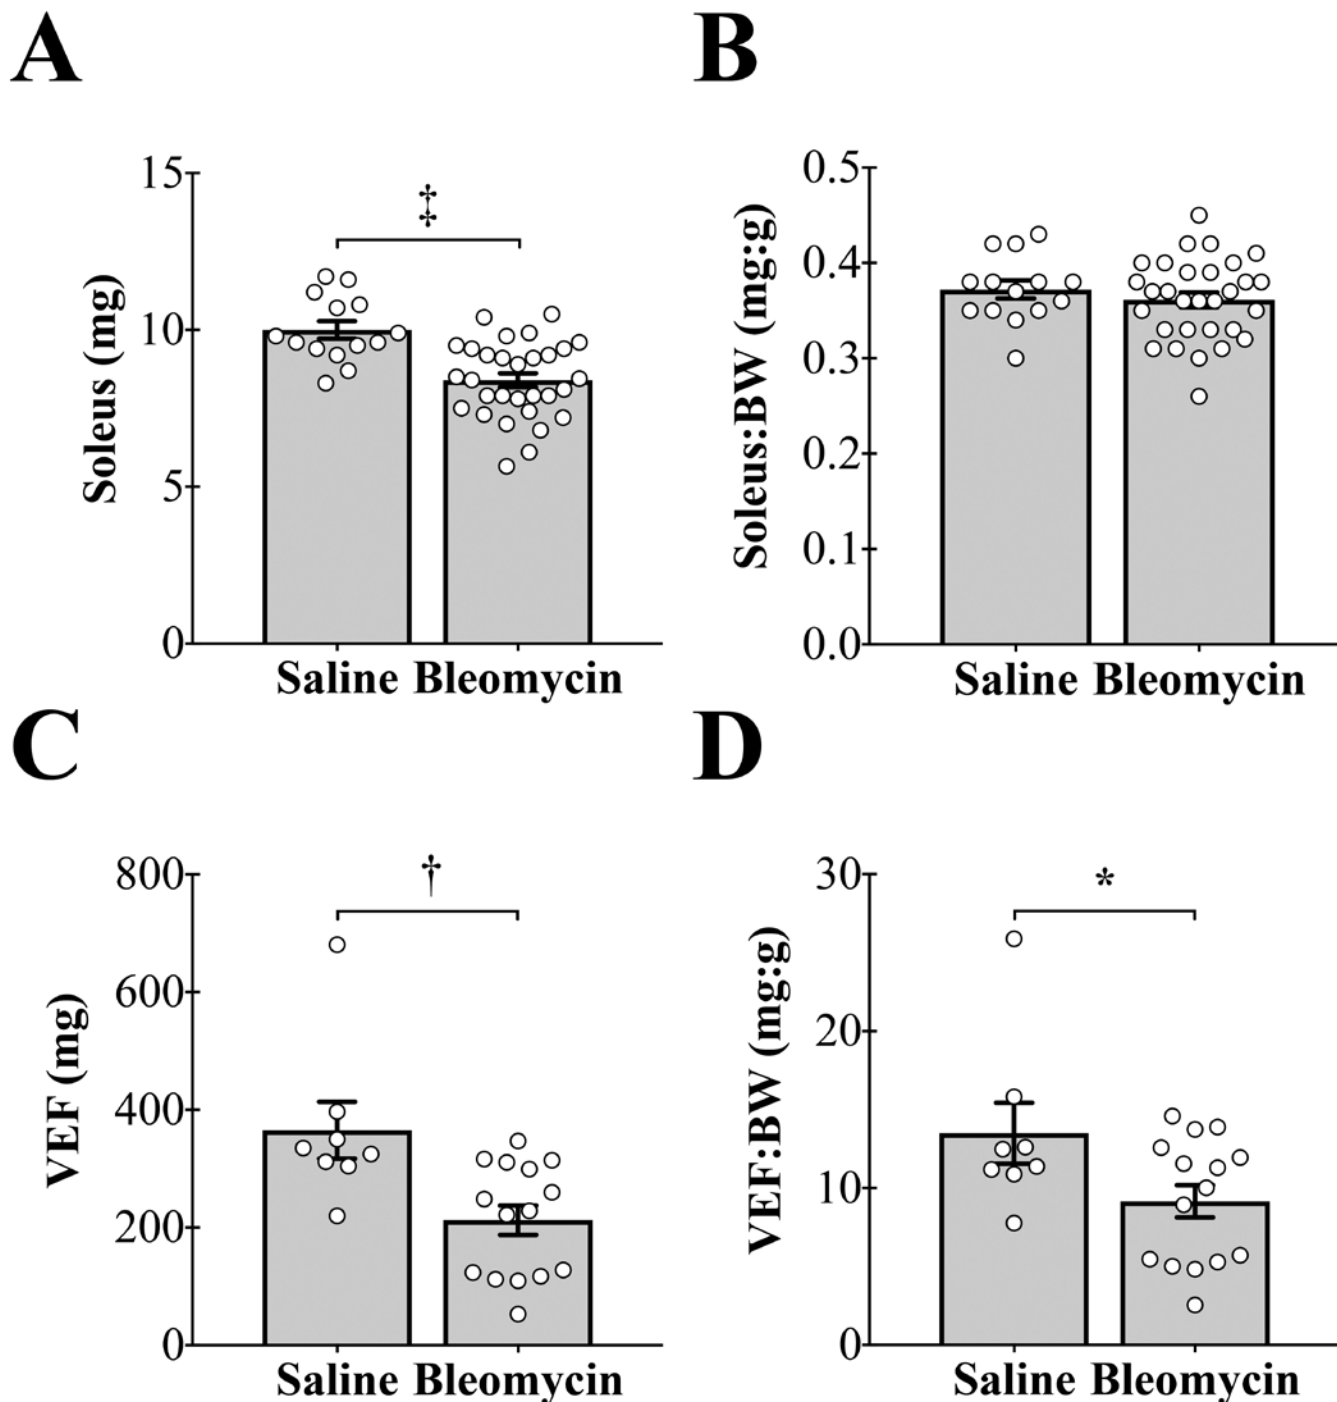 A
B
15
10
5
0
Soleus (mg)
‡
Saline Bleomycin
0.5
0.4
0.3
0.2
0.1
0.0
Soleus:BW (mg:g)
Saline Bleomycin
C
D
800
600
400
200
0
VEF (mg)
†
Saline Bleomycin
30
20
10
0
VEF:BW (mg:g)
*
Saline Bleomycin